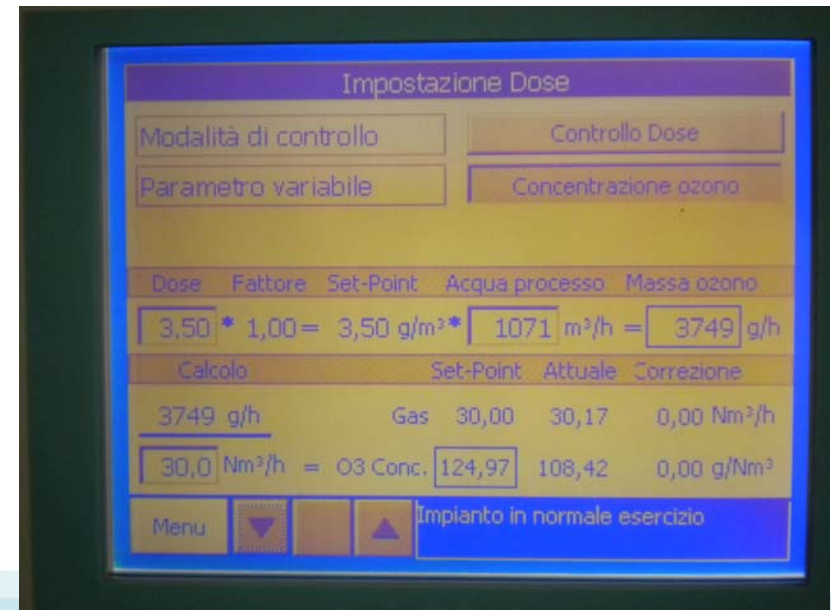 Impostazione Dose
Modalità di controllo Controllo Dose
Parametro variabile Concentrazione ozono
Dose Fattore Set-Point Acqua processo Massa ozono
3,50 * 1,00 = 3,50 g/m³ * 1071 m³/h = 3749 g/h
Calcolo Set-Point Attuale Correzione
3749 g/h Gas 30,00 30,17 0,00 Nm³/h
30,0 Nm³/h = O3 Conc. 124,97 108,42 0,00 g/Nm³
Menu Impianto in normale esercizio